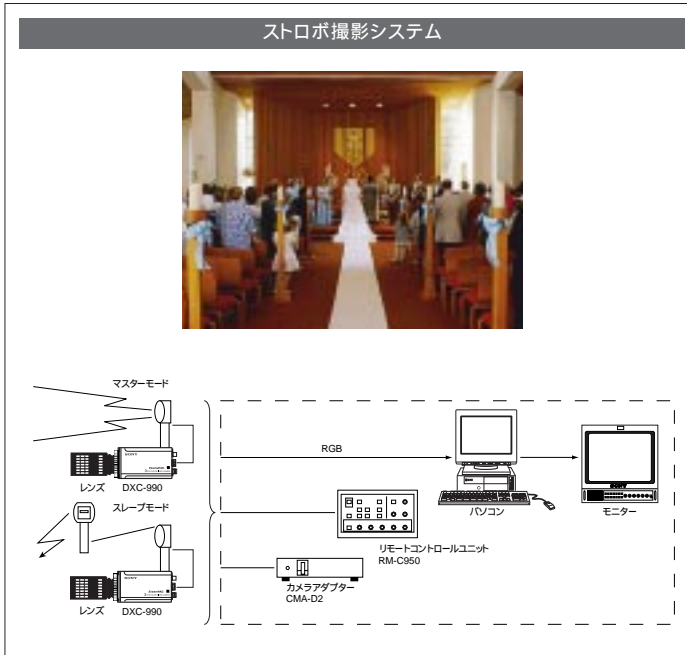 ストロボ撮影システム
マスターモード
レンズ
DXC-990
スレーブモード
レンズ
DXC-990
RGB
パソコン
モニター
SONY
リモートコントロールユニット
RM-C950
カメラアダプター
CMA-D2